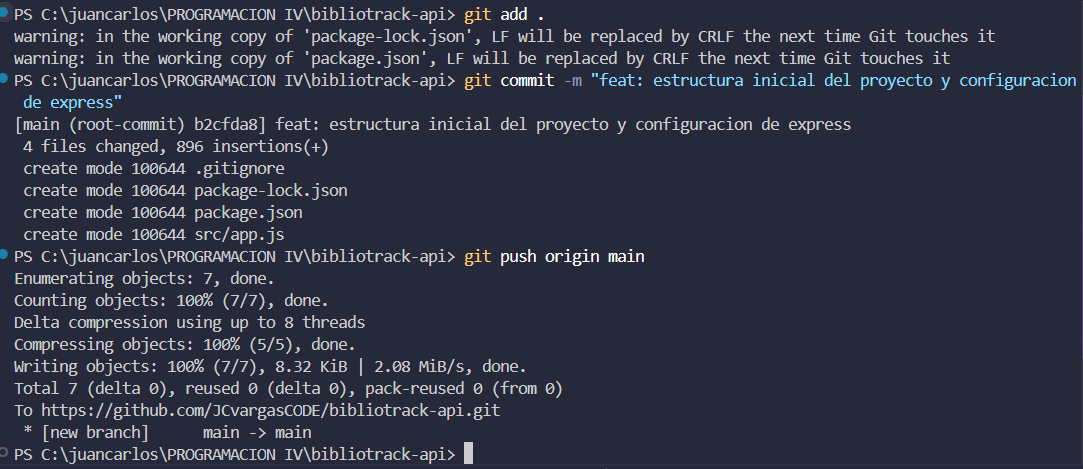 PS C:\juancarlos\PROGRAMACION IV\bibliotrack-api> git add .
warning: in the working copy of 'package-lock.json', LF will be replaced by CRLF the next time Git touches it
warning: in the working copy of 'package.json', LF will be replaced by CRLF the next time Git touches it
PS C:\juancarlos\PROGRAMACION IV\bibliotrack-api> git commit -m "feat: estructura inicial del proyecto y configuracion
de express"
[main (root-commit) b2cfda8] feat: estructura inicial del proyecto y configuracion de express
4 files changed, 896 insertions(+)
create mode 100644 .gitignore
create mode 100644 package-lock.json
create mode 100644 package.json
create mode 100644 src/app.js
PS C:\juancarlos\PROGRAMACION IV\bibliotrack-api> git push origin main
Enumerating objects: 7, done.
Counting objects: 100% (7/7), done.
Delta compression using up to 8 threads
Compressing objects: 100% (5/5), done.
Writing objects: 100% (7/7), 8.32 KiB | 2.08 MiB/s, done.
Total 7 (delta 0), reused 0 (delta 0), pack-reused 0 (from 0)
To https://github.com/JCvargasCODE/bibliotrack-api.git
* [new branch]      main -> main
PS C:\juancarlos\PROGRAMACION IV\bibliotrack-api>